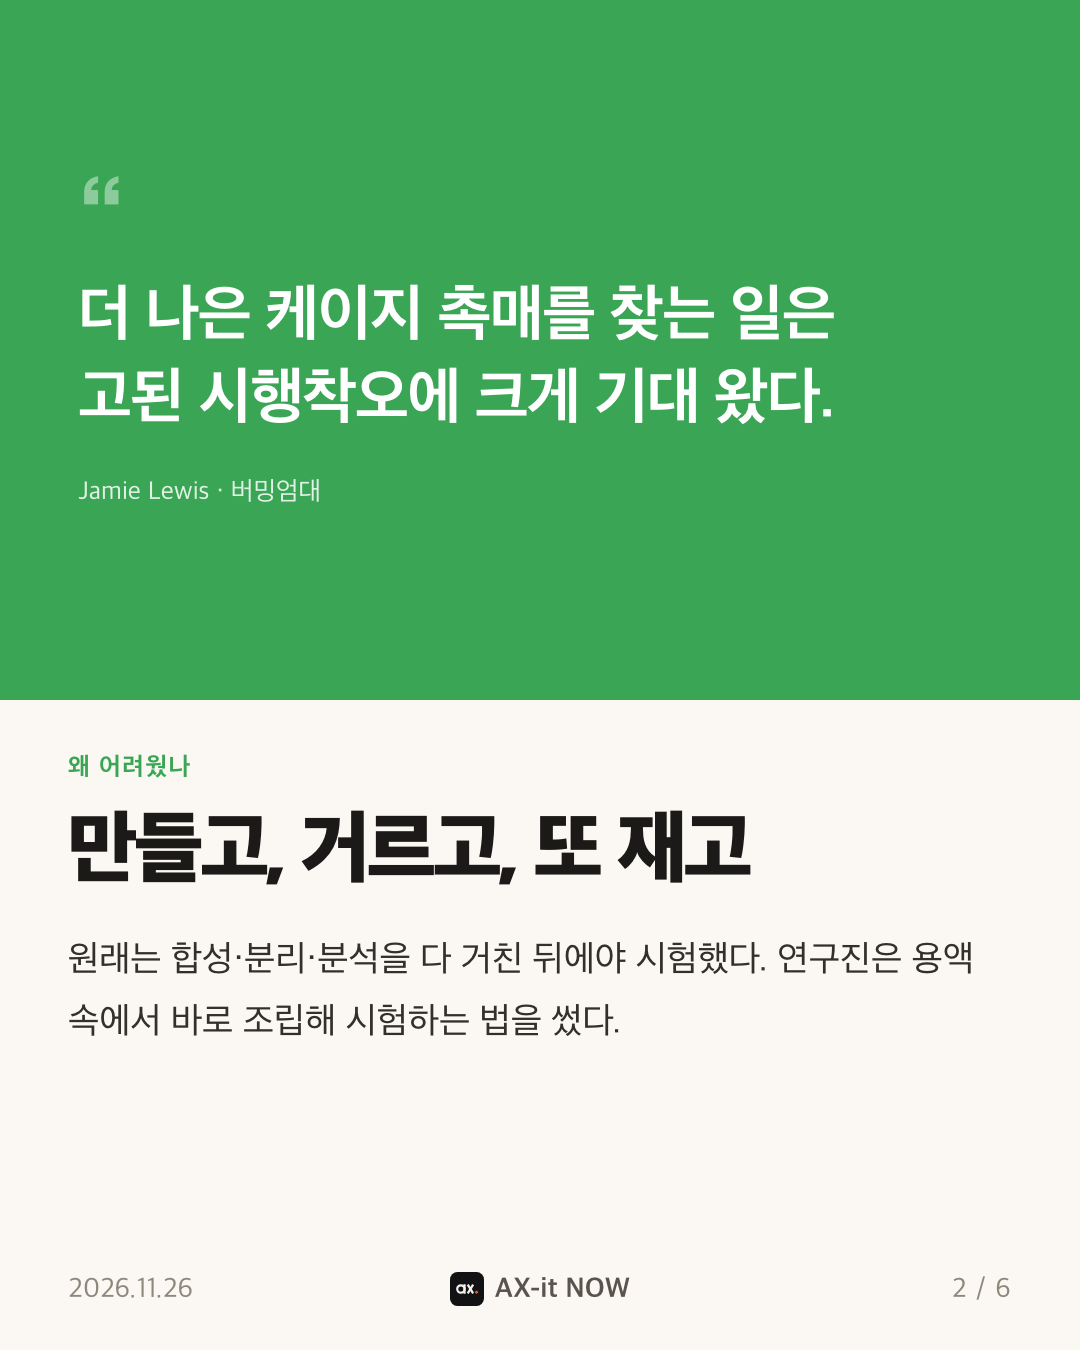 “
더 나은 케이지 촉매를 찾는 일은
고된 시행착오에 크게 기대 왔다.
Jamie Lewis · 버밍엄대
왜 어려웠나
만들고, 거르고, 또 재고
원래는 합성·분리·분석을 다 거친 뒤에야 시험했다. 연구진은 용액
속에서 바로 조립해 시험하는 법을 썼다.
2026.11.26
ax. AX-it NOW
2 / 6